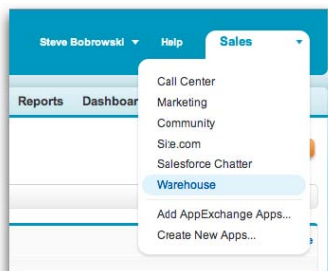 Steve Bobrowski Help Sales
Call Center
Reports Dashboar
Marketing
Community
Site.com
Salesforce Chatter
Warehouse
Add AppExchange Apps...
Create New Apps...